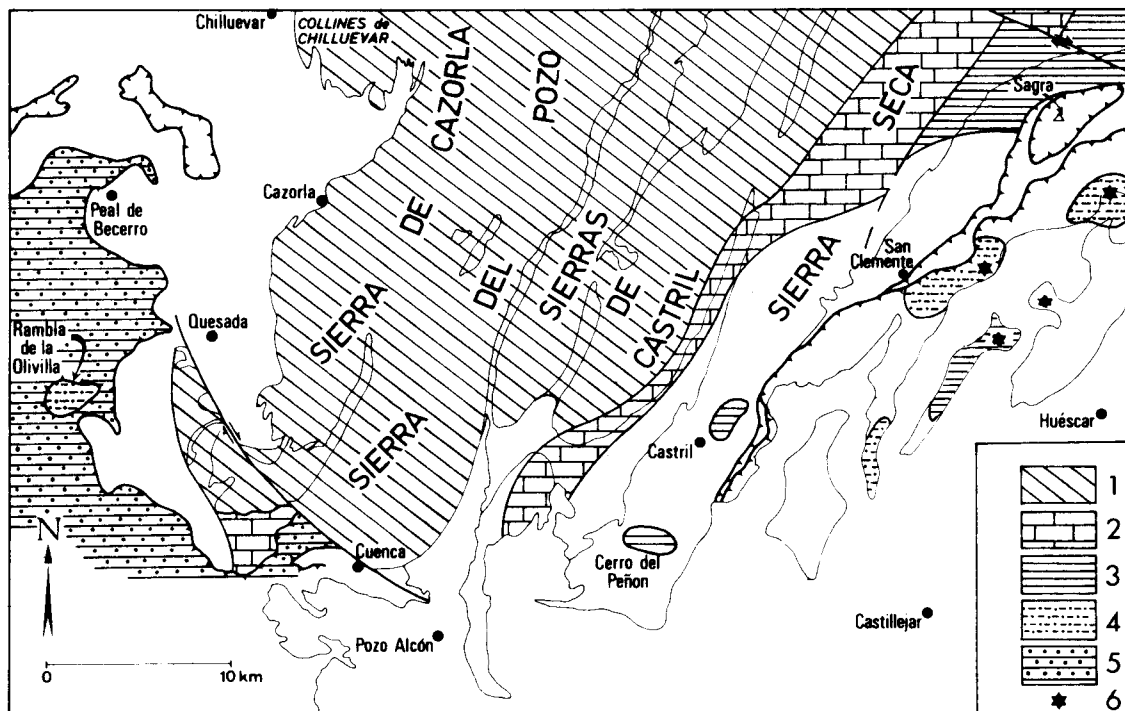 Chilluevar
COLLINES de
CHILLUEVAR
SIERRA DE CAZORLA
SIERRA DEL POZO
SIERRAS DE CASTRIL
SIERRA SECA
Sagra
Peal de
Becerro
Cazorla
San
Clemente
Quesada
Rambla
de la
Olivilla
Huéscar
Castril
N
Cuenca
Cerro del
Peñon
Castillejar
Pozo Alcón
0 10 km
1
2
3
4
5
6